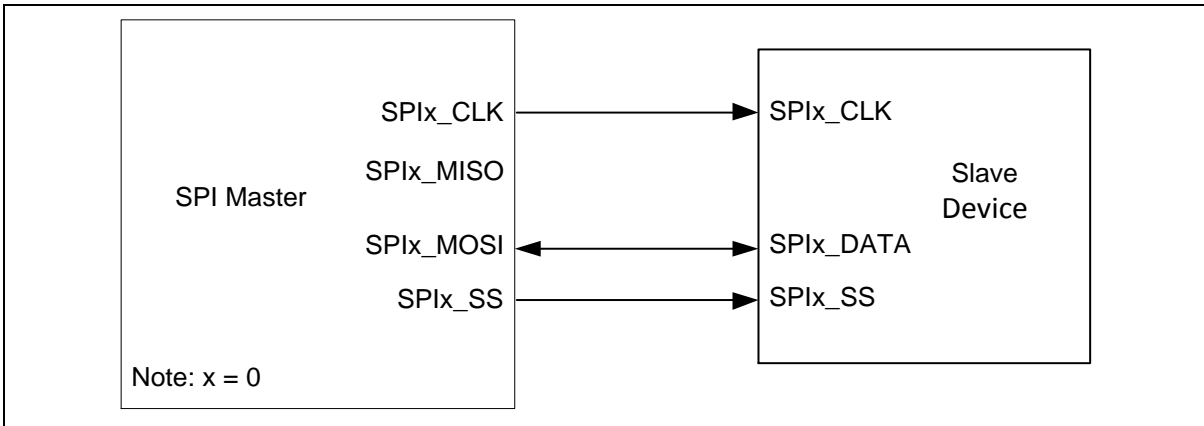 SPIx_CLK
SPIx_MISO
SPI Master
SPIx_MOSI
SPIx_SS
Note: x = 0
SPIx_CLK
Slave
Device
SPIx_DATA
SPIx_SS